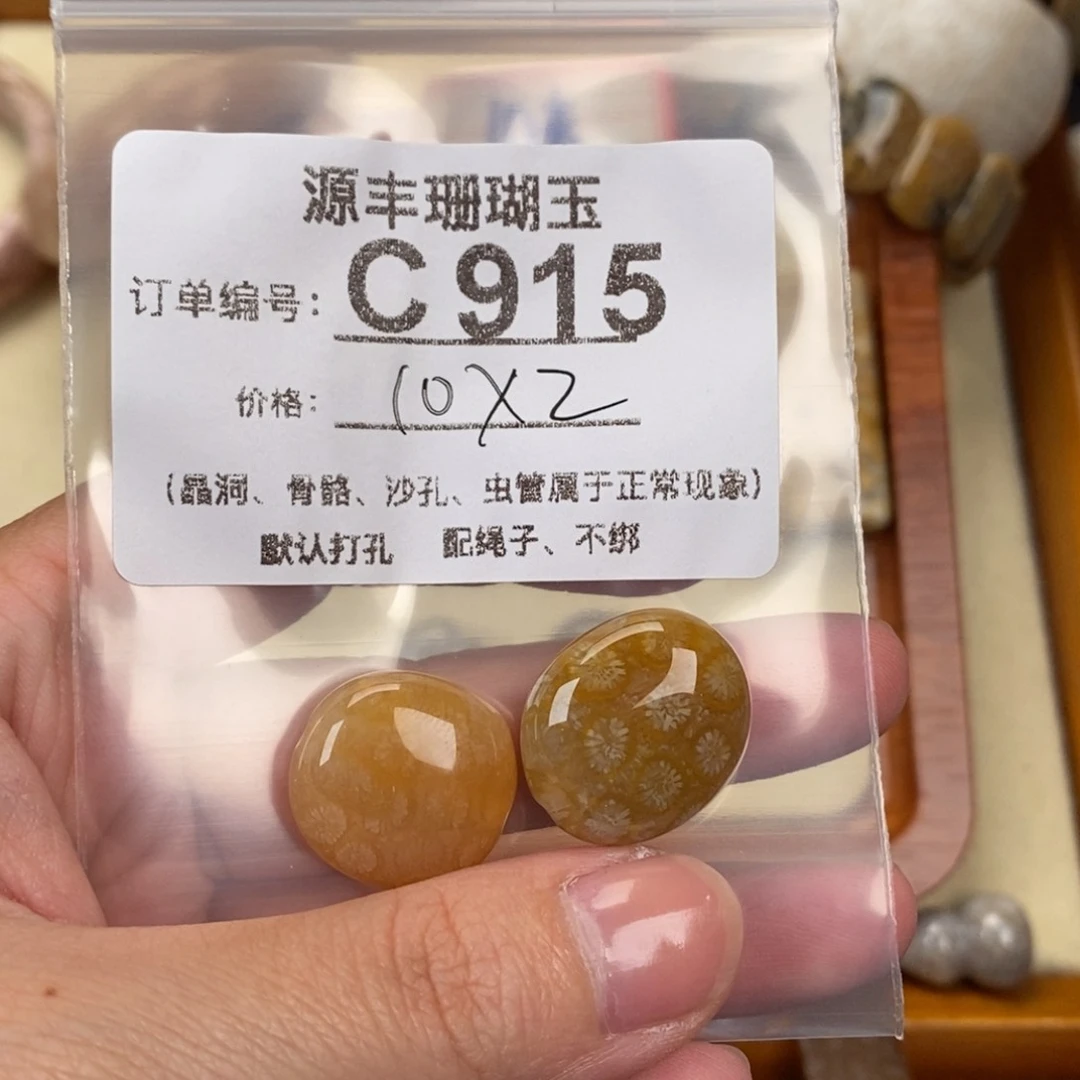 源丰珊瑚玉
订单编号: C 915
价格: 10X2
(晶洞、骨骼、沙孔、虫管属于正常现象)
默认打孔 配绳子、不绑